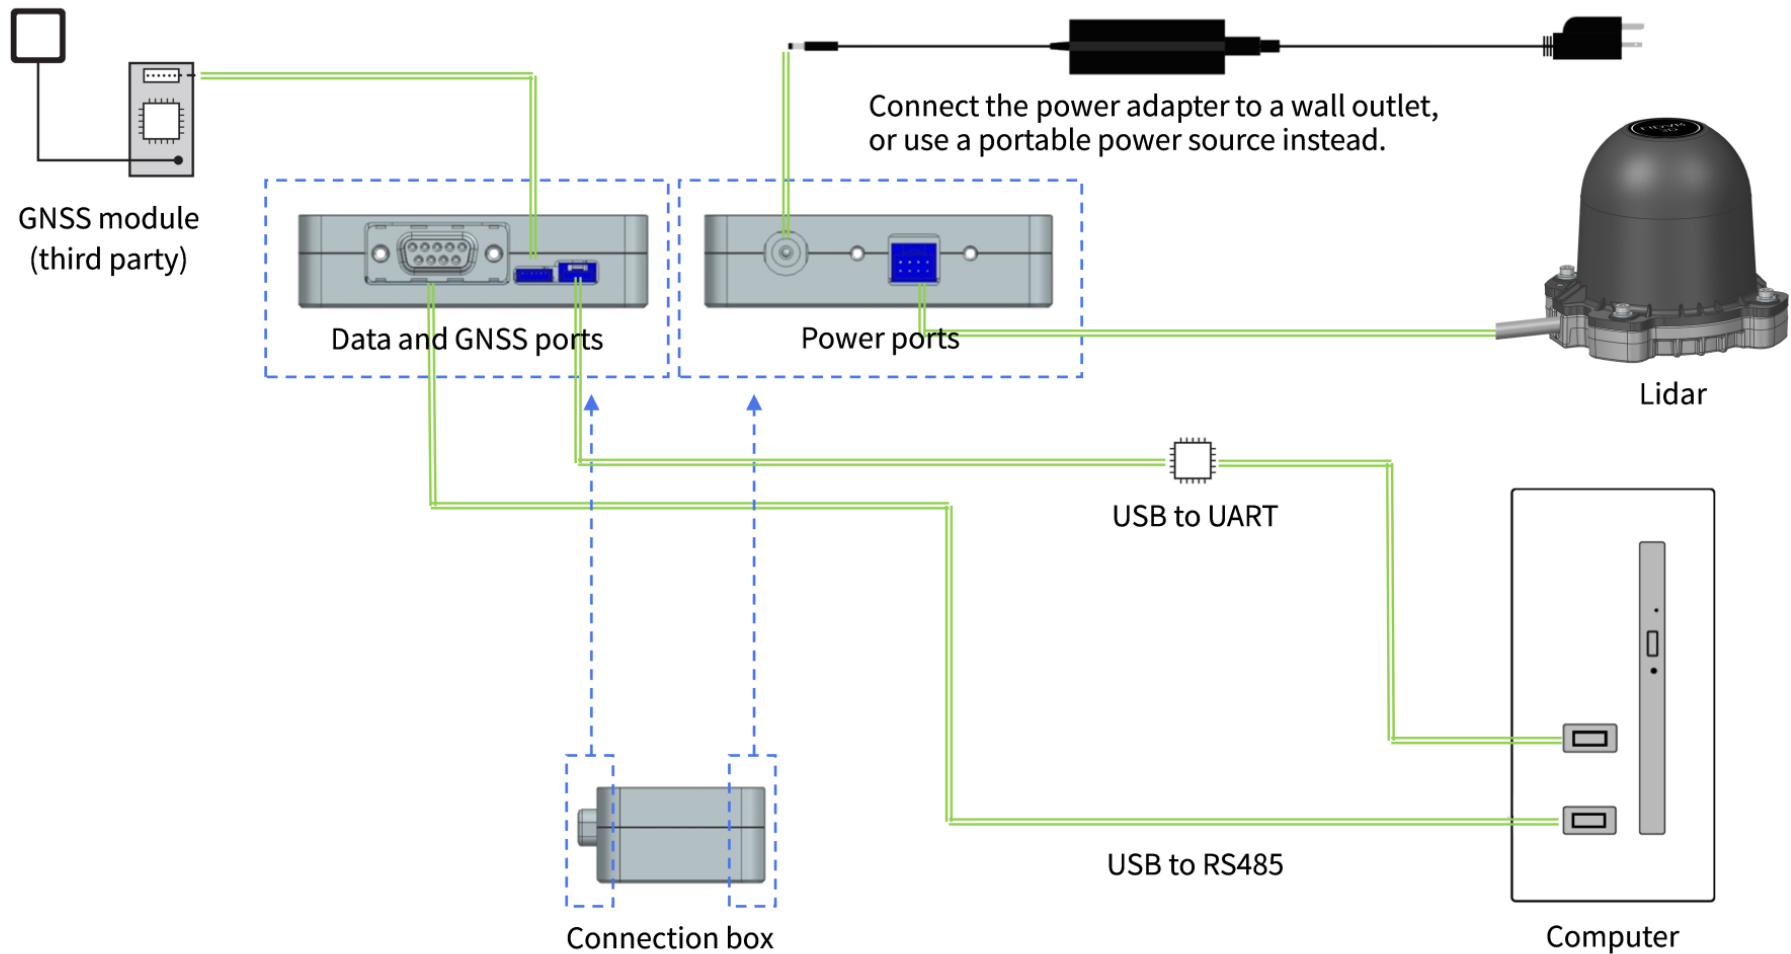 Connect the power adapter to a wall outlet,
or use a portable power source instead.
GNSS module
(third party)
Data and GNSS ports
Power ports
Lidar
USB to UART
USB to RS485
Connection box
Computer